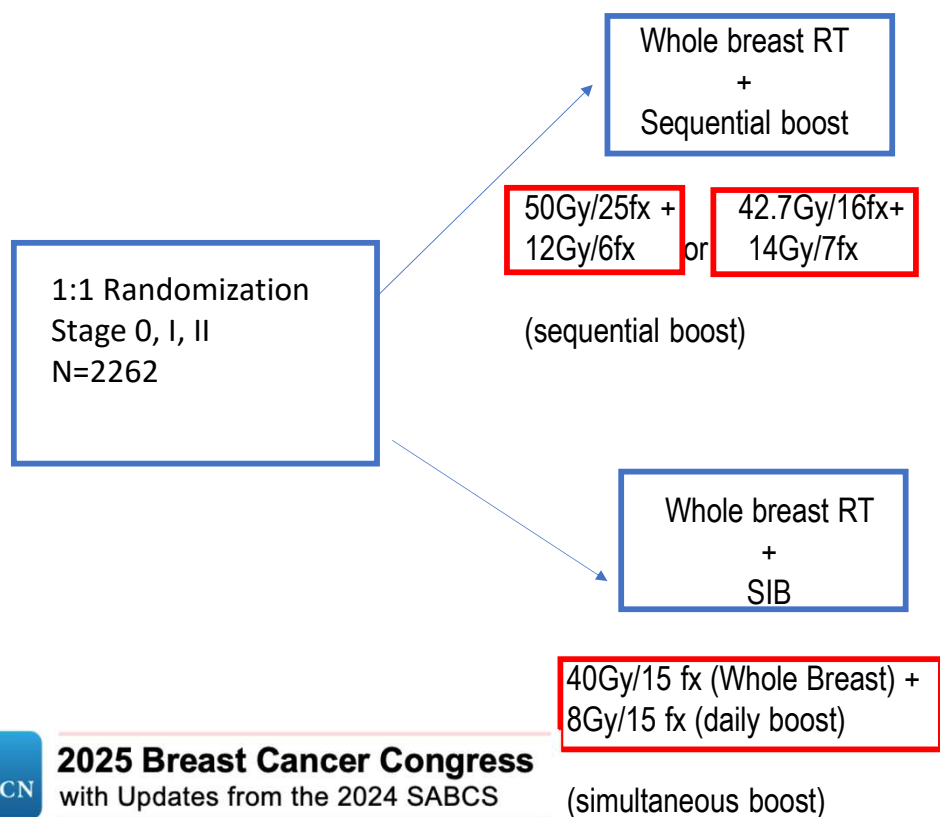 Whole breast RT
+
Sequential boost
50Gy/25fx +
12Gy/6fx
or
42.7Gy/16fx+
14Gy/7fx
(sequential boost)
1:1 Randomization
Stage 0, I, II
N=2262
Whole breast RT
+
SIB
40Gy/15 fx (Whole Breast) +
8Gy/15 fx (daily boost)
(simultaneous boost)
CN
2025 Breast Cancer Congress
with Updates from the 2024 SABCS